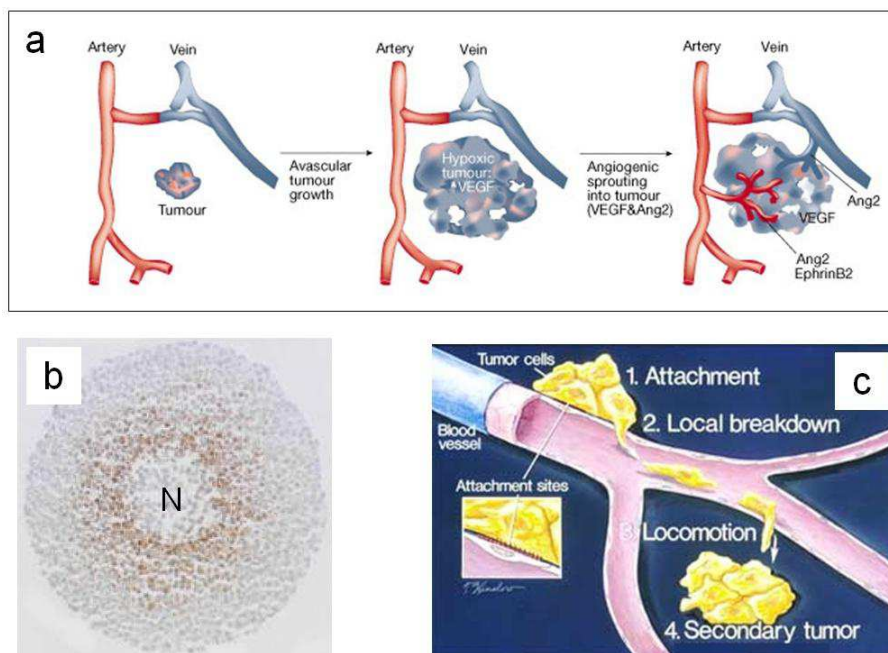 a
Artery
Vein
Tumour
Avascular
tumour
growth
Artery
Vein
Hypoxic
tumour:
VEGF
Angiogenic
sprouting
into tumour
(VEGF&Ang2)
Artery
Vein
Ang2
VEGF
Ang2
EphrinB2
b
N
c
Tumor cells
1. Attachment
2. Local breakdown
Blood
vessel
Attachment sites
3. Locomotion
4. Secondary tumor